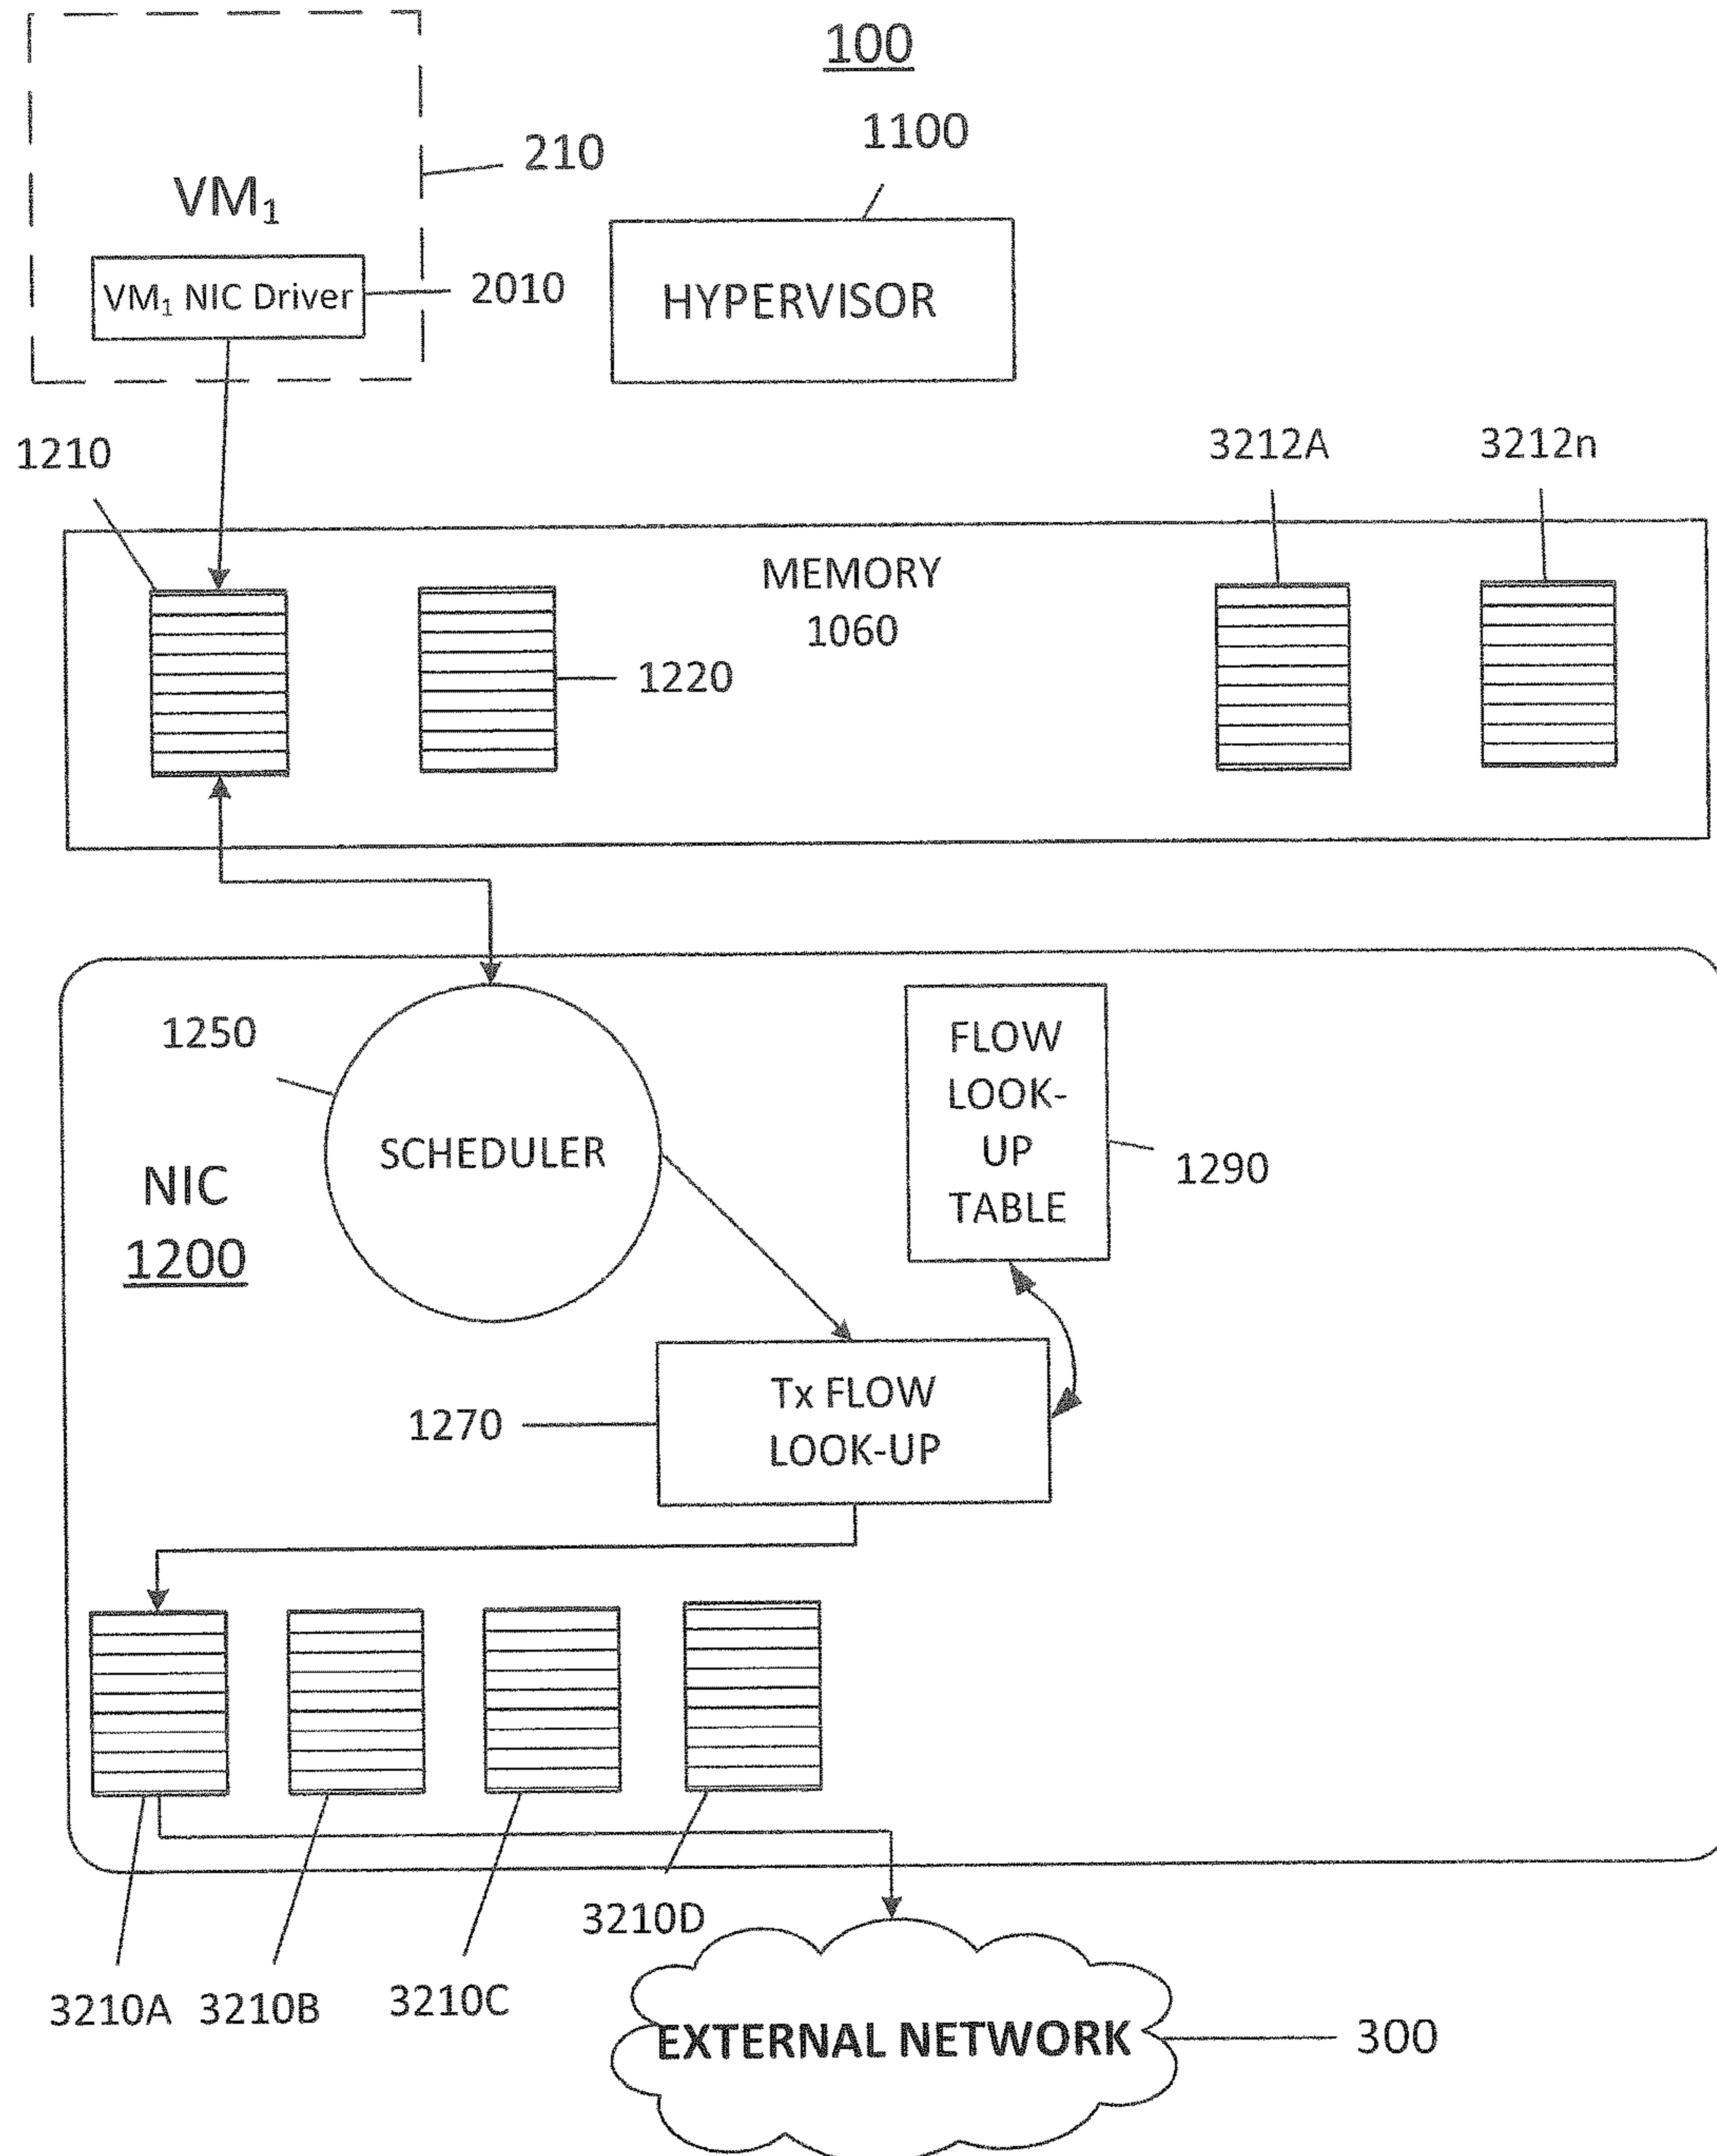 100
1100
210
VM₁
VM₁ NIC Driver
2010
HYPERVISOR
1210
3212A
3212n
MEMORY
1060
1220
1250
FLOW
LOOK-
UP
TABLE
SCHEDULER
1290
NIC
1200
Tx FLOW
LOOK-UP
1270
3210D
3210A
3210B
3210C
EXTERNAL NETWORK
300